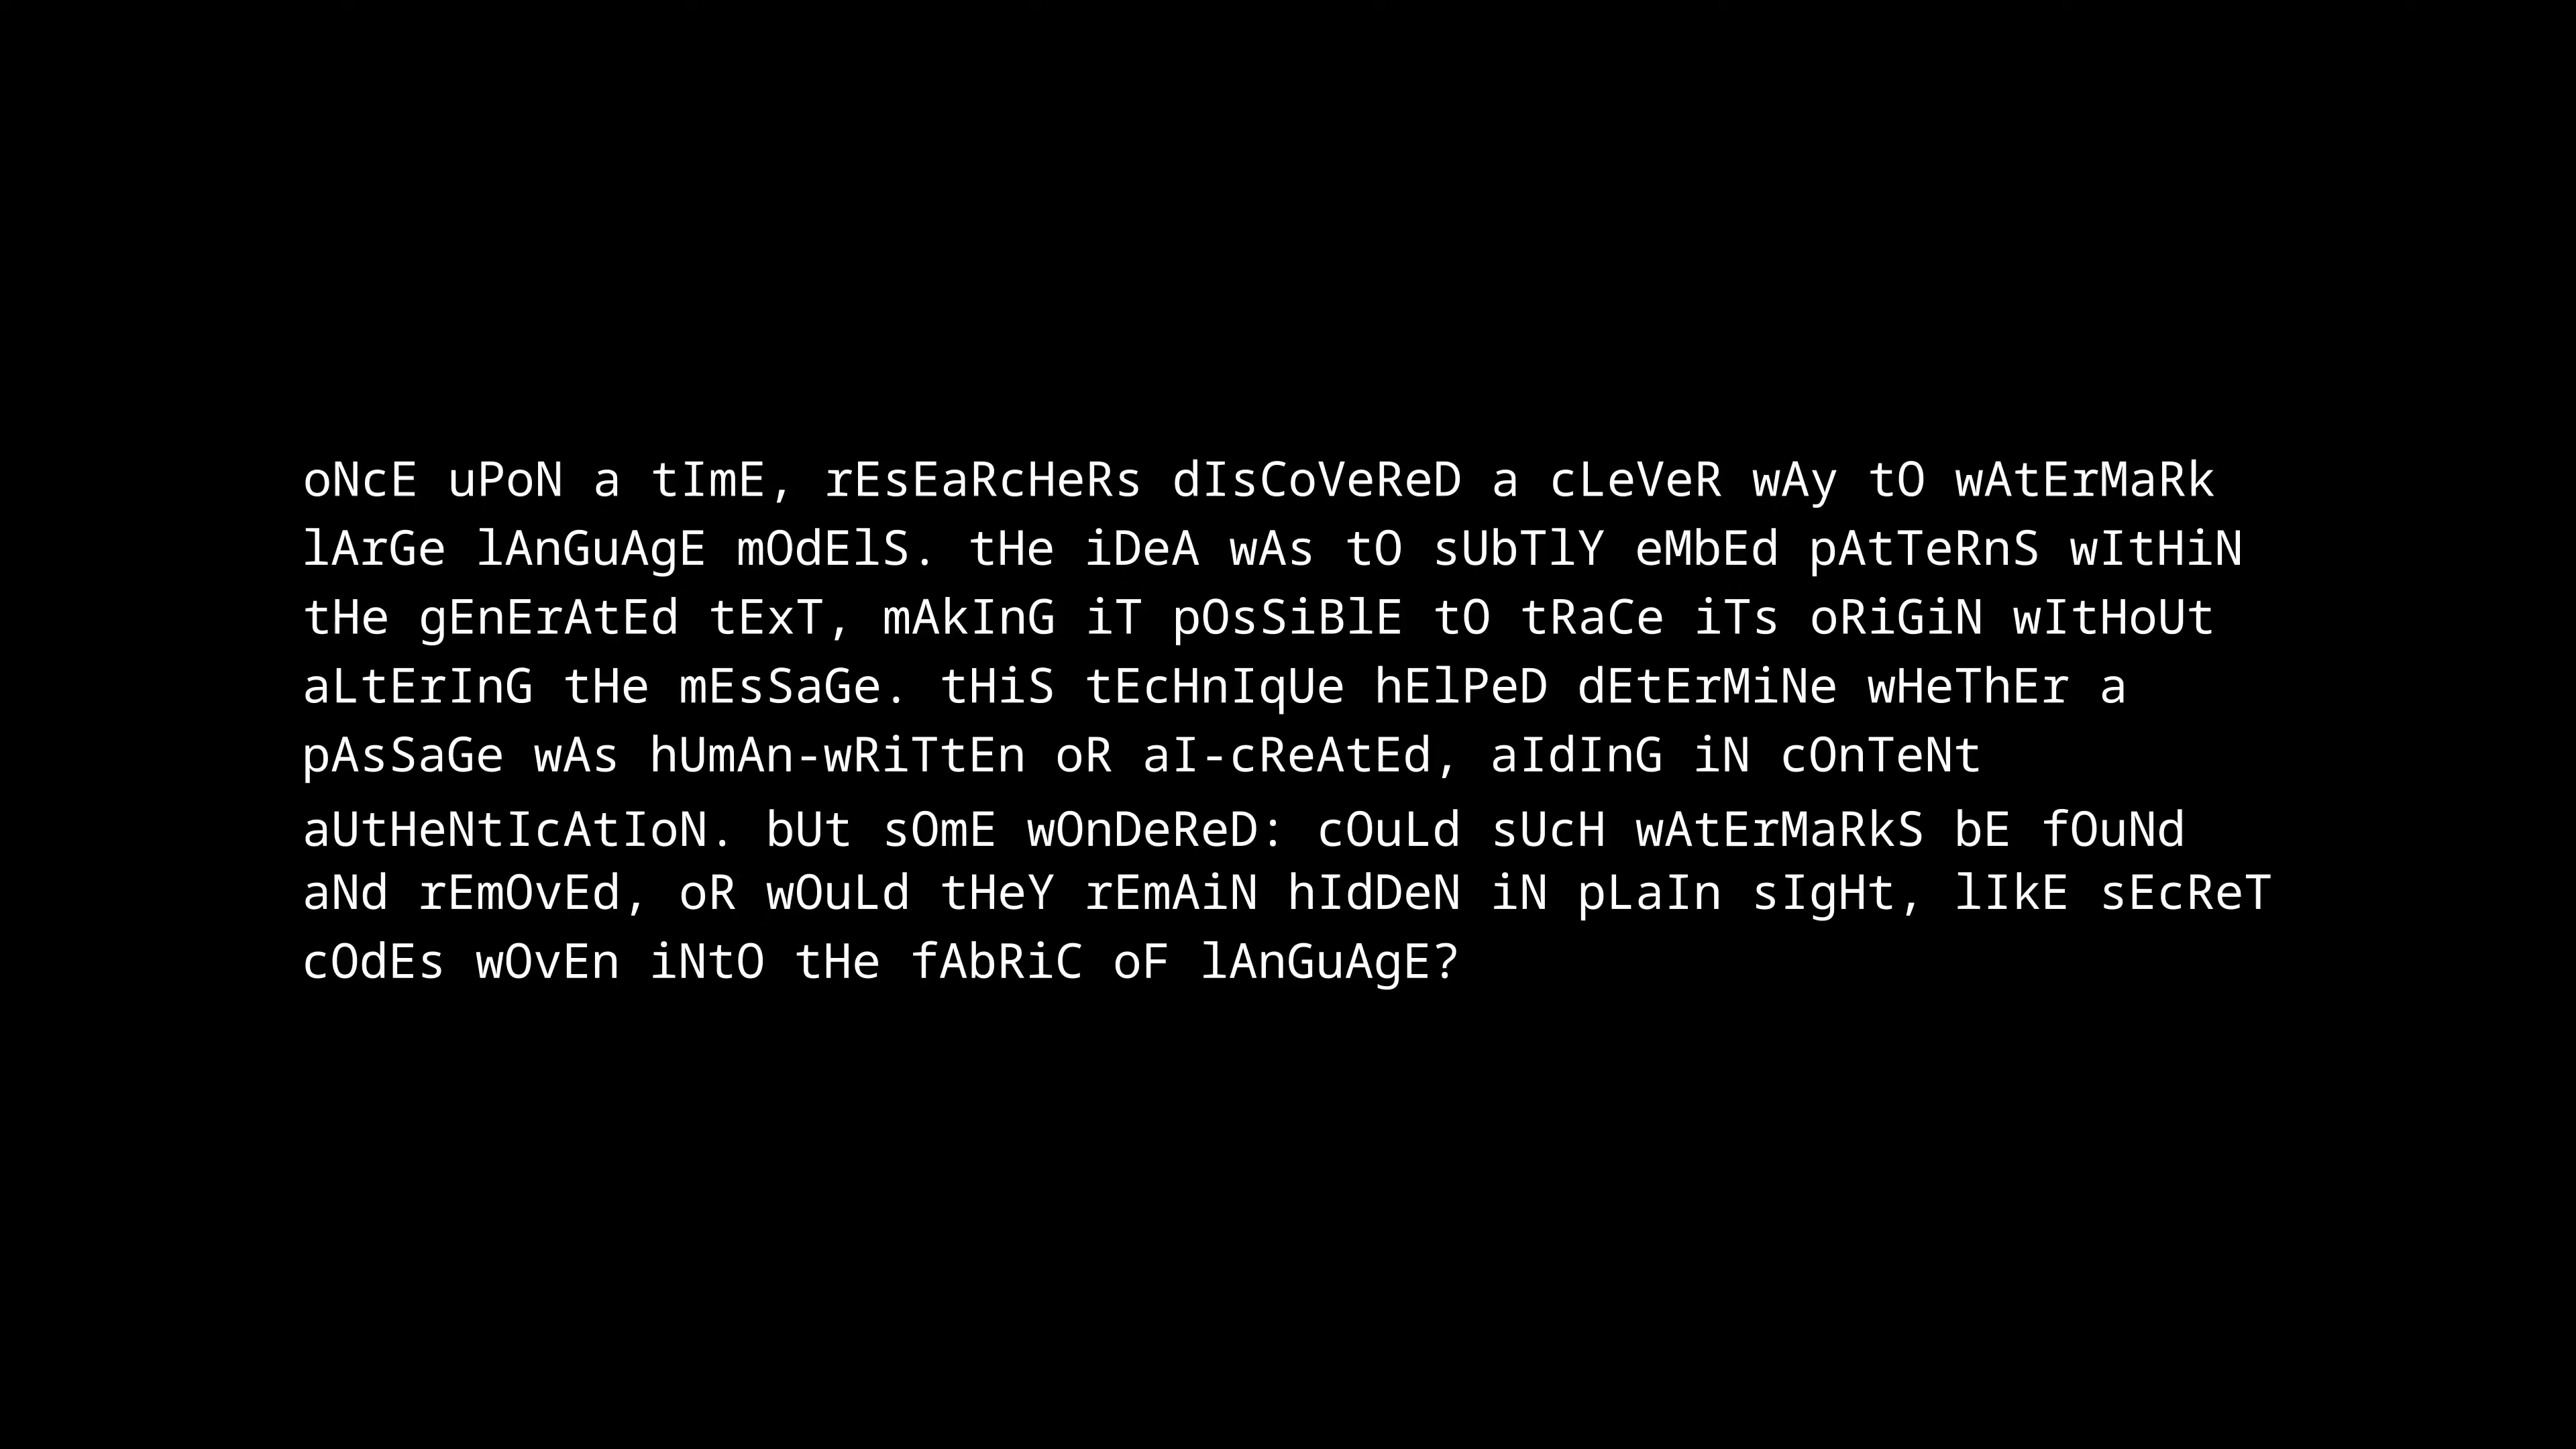 oNcE uPoN a tImE, rEsEaRcHeRs dIsCoVeReD a cLeVeR wAy tO wAtErMaRk
lArGe lAnGuAgE mOdElS. tHe iDeA wAs tO sUbTlY eMbEd pAtTeRnS wItHiN
tHe gEnErAtEd tExT, mAkInG iT pOsSiBlE tO tRaCe iTs oRiGiN wItHoUt
aLtErInG tHe mEsSaGe. tHiS tEcHnIqUe hElPeD dEtErMiNe wHeThEr a
pAsSaGe wAs hUmAn-wRiTtEn oR aI-cReAtEd, aIdInG iN cOnTeNt
aUtHeNtIcAtIoN. bUt sOmE wOnDeReD: cOuLd sUcH wAtErMaRkS bE fOuNd
aNd rEmOvEd, oR wOuLd tHeY rEmAiN hIdDeN iN pLaIn sIgHt, lIkE sEcReT
cOdEs wOvEn iNtO tHe fAbRiC oF lAnGuAgE?